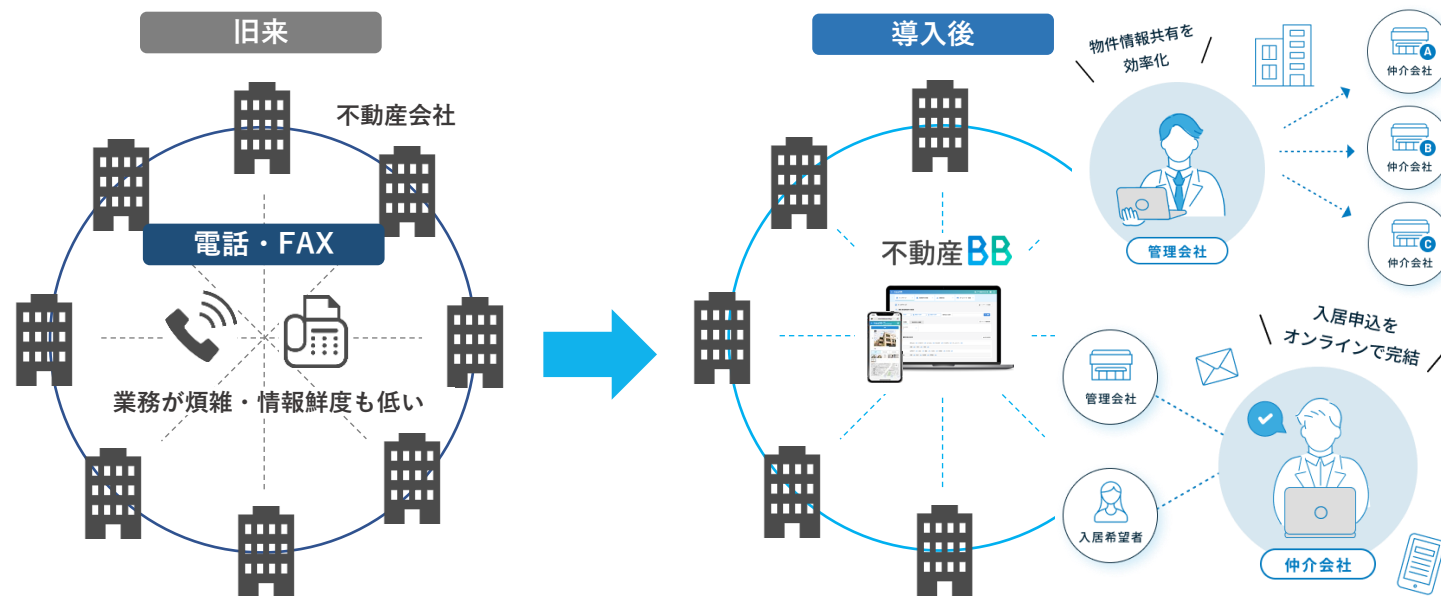 旧来
不動産会社
電話・FAX
業務が煩雑・情報鮮度も低い
導入後
不動産BB
物件情報共有を
効率化
管理会社
A
仲介会社
B
仲介会社
C
仲介会社
入居申込を
オンラインで完結
管理会社
入居希望者
仲介会社